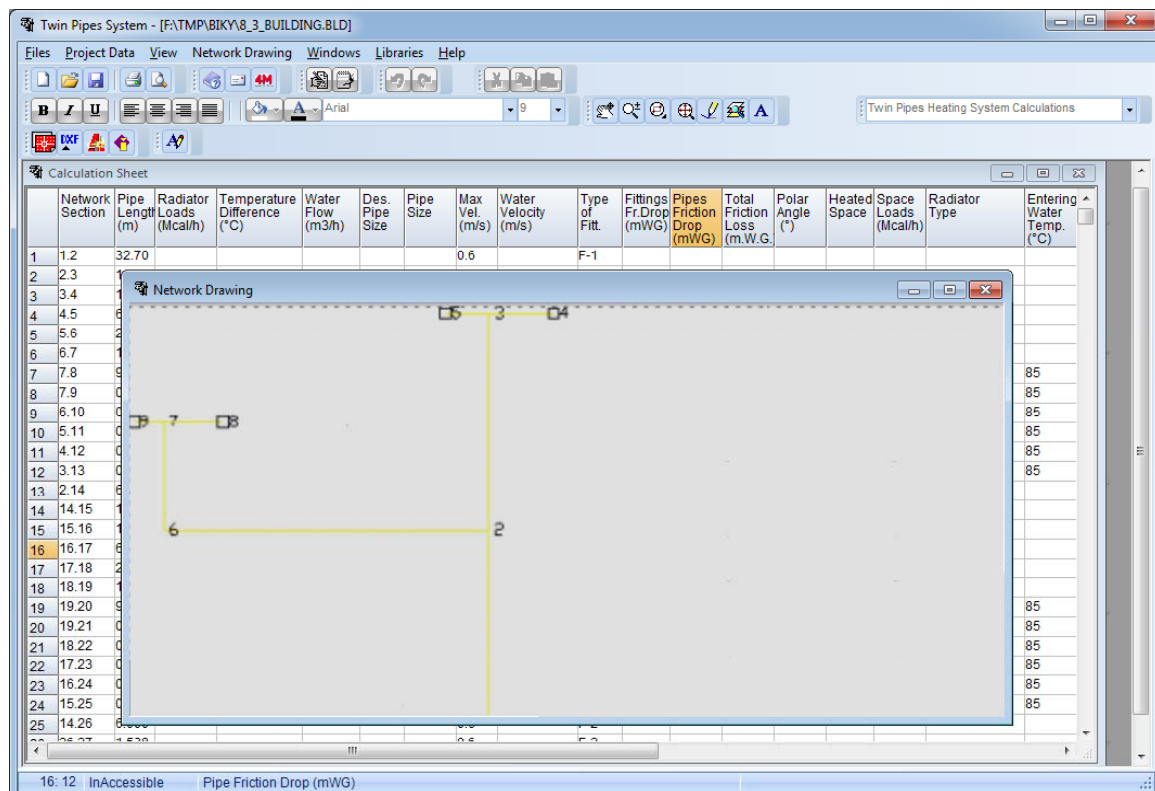 Twin Pipes System - [F:\TMP\BIKY\8_3_BUILDING.BLD]
Files Project Data View Network Drawing Windows Libraries Help
4M
B I U A Arial 9 A Twin Pipes Heating System Calculations
DXF A
Calculation Sheet
Network Section Pipe Length (m) Radiator Loads (Mcal/h) Temperature Difference (°C) Water Flow (m3/h) Des. Pipe Size Pipe Size Max Vel. (m/s) Water Velocity (m/s) Type of Fitt. Fittings Fr.Drop (mWG) Pipes Friction Drop (mWG) Total Friction Loss (m.W.G. Polar Angle (°) Heated Space Space Loads (Mcal/h) Radiator Type Entering Water Temp. (°C)
1 1.2 32.70 0.6 F-1
2 2.3
3 3.4
4 4.5
5 5.6
6 6.7
7 7.8 85
8 7.9 85
9 6.10 85
10 5.11 85
11 4.12 85
12 3.13 85
13 2.14
14 14.15
15 15.16
16 16.17
17 17.18
18 18.19
19 19.20 85
20 19.21 85
21 18.22 85
22 17.23 85
23 16.24 85
24 15.25 85
25 14.26
Network Drawing
5 3 4
9 7 8
6 2
16: 12 InAccessible Pipe Friction Drop (mWG)